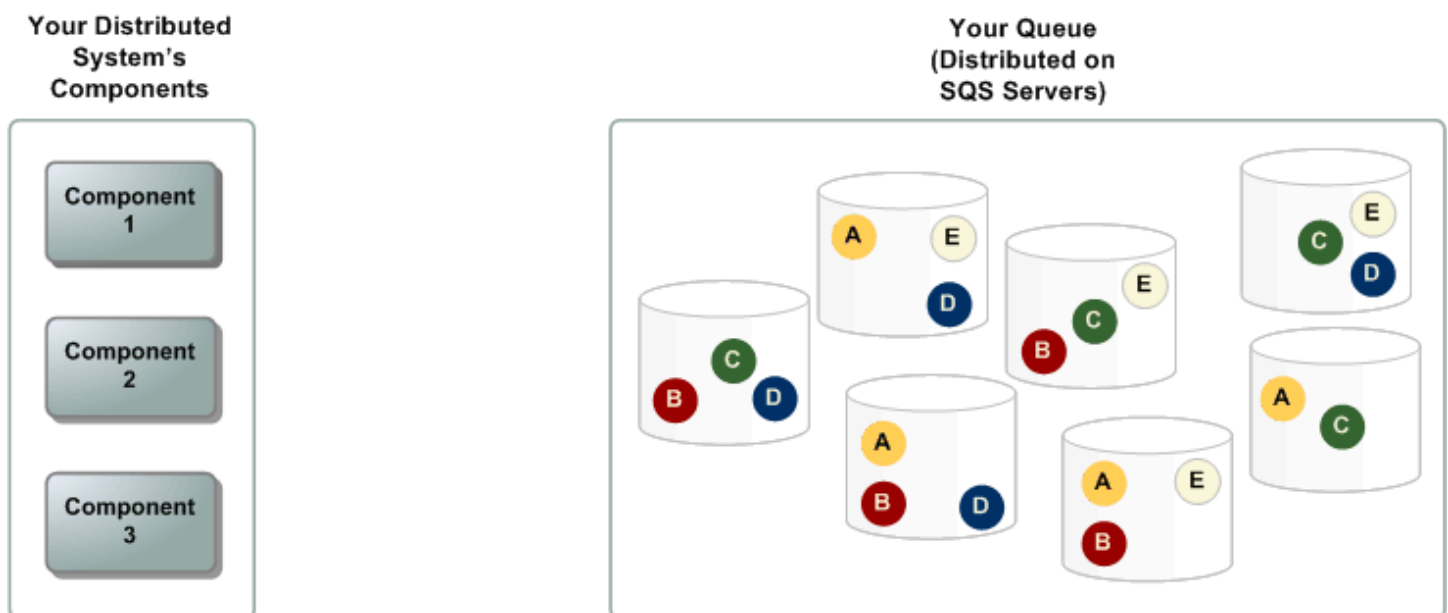 Your Distributed
System's
Components
Your Queue
(Distributed on
SQS Servers)
Component
1
Component
2
Component
3
A
E
D
B
C
E
C
E
D
C
B
D
A
B
D
A
E
B
A
C